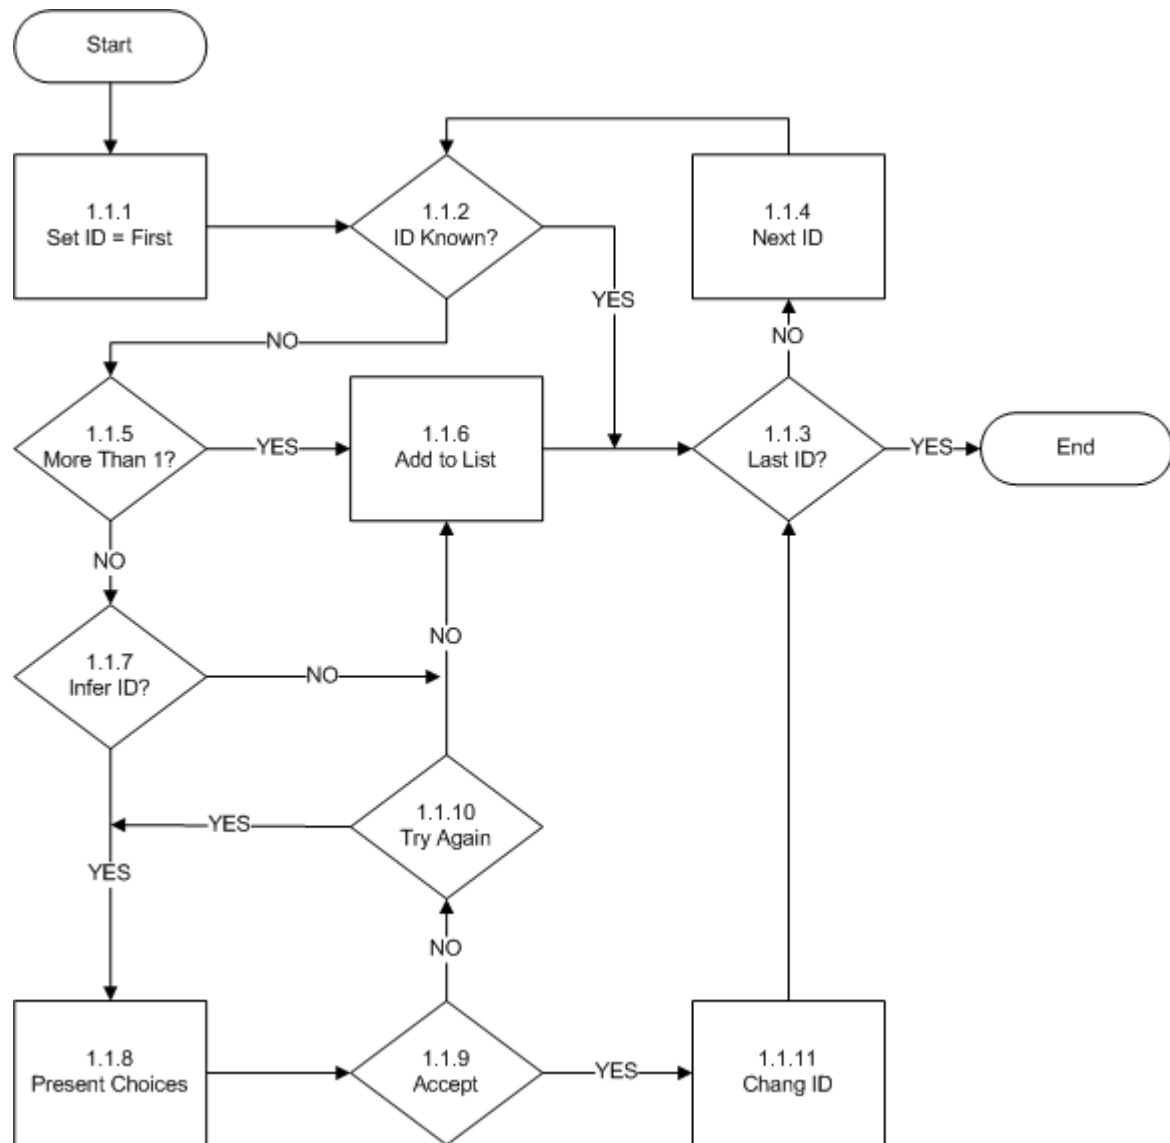 Start
1.1.1
Set ID = First
1.1.2
ID Known?
1.1.4
Next ID
YES
NO
NO
1.1.5
More Than 1?
YES
1.1.6
Add to List
1.1.3
Last ID?
YES
End
NO
NO
1.1.7
Infer ID?
NO
1.1.10
Try Again
YES
YES
NO
1.1.8
Present Choices
1.1.9
Accept
YES
1.1.11
Chang ID